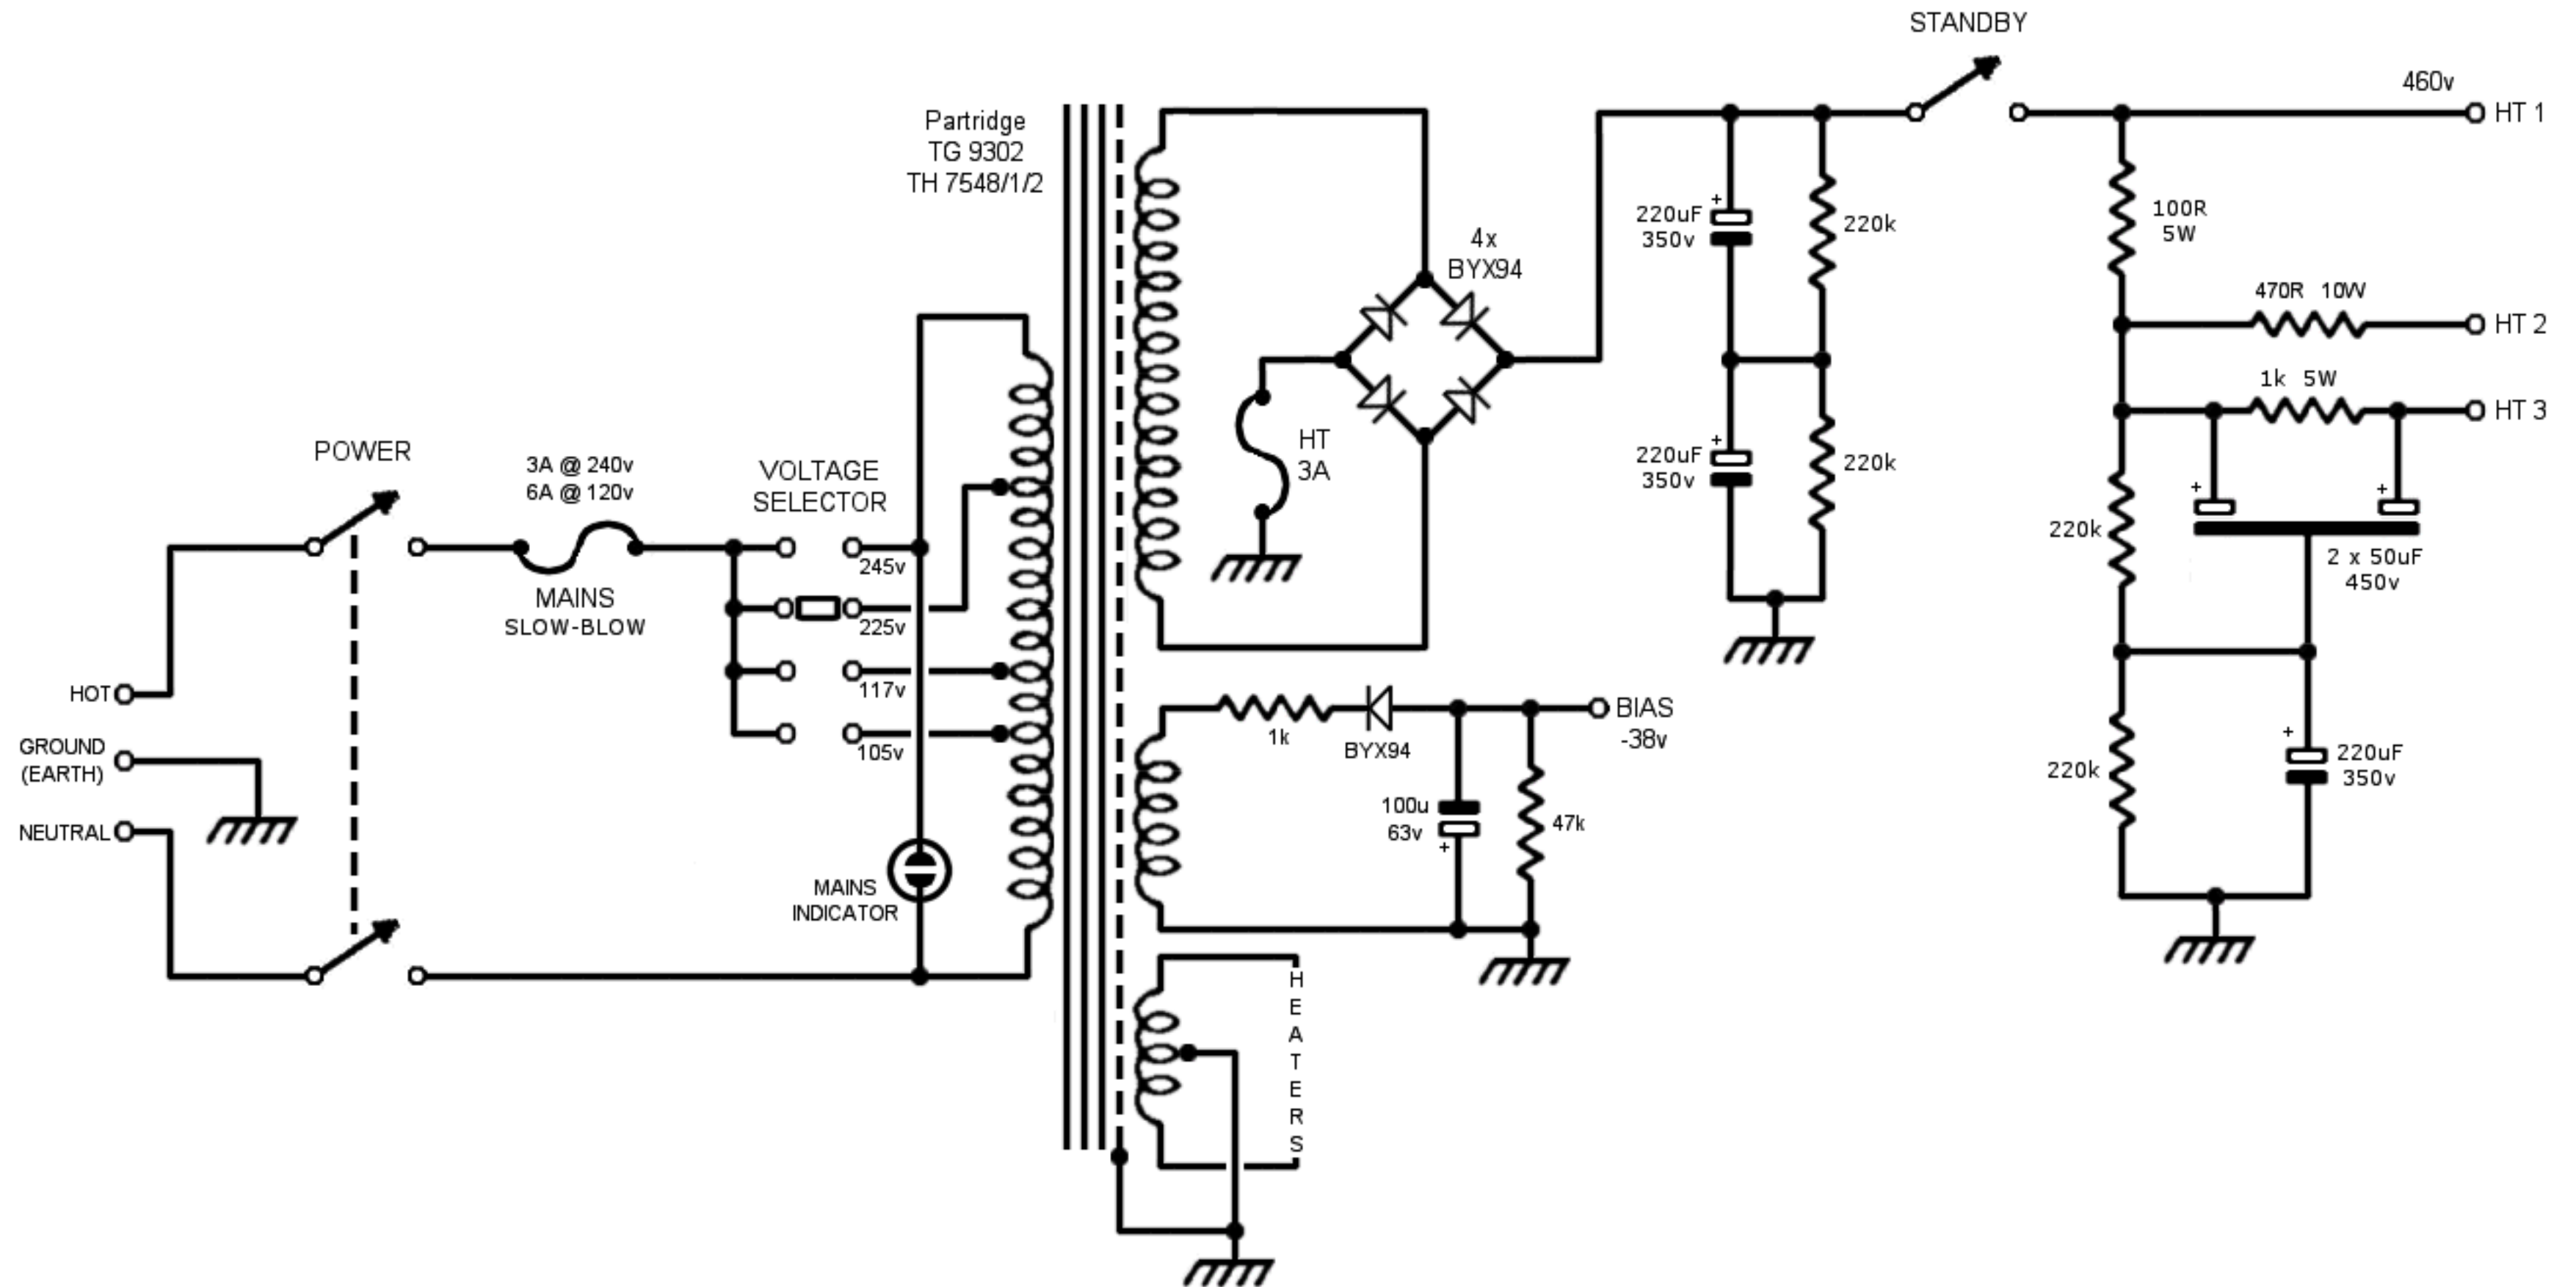 STANDBY
460v
HT 1
Partridge
TG 9302
TH 7548/1/2
4x
BYX94
220uF
350v
220k
100R
5W
470R 10W
HT 2
1k 5W
HT 3
HT
3A
220uF
350v
220k
POWER
3A @ 240v
6A @ 120v
MAINS
SLOW-BLOW
VOLTAGE
SELECTOR
245v
225v
117v
105v
220k
2 x 50uF
450v
HOT
GROUND
(EARTH)
NEUTRAL
MAINS
INDICATOR
1k
BYX94
BIAS
-38v
100u
63v
47k
220k
220uF
350v
HEATERS
+
+
+
+
+
+